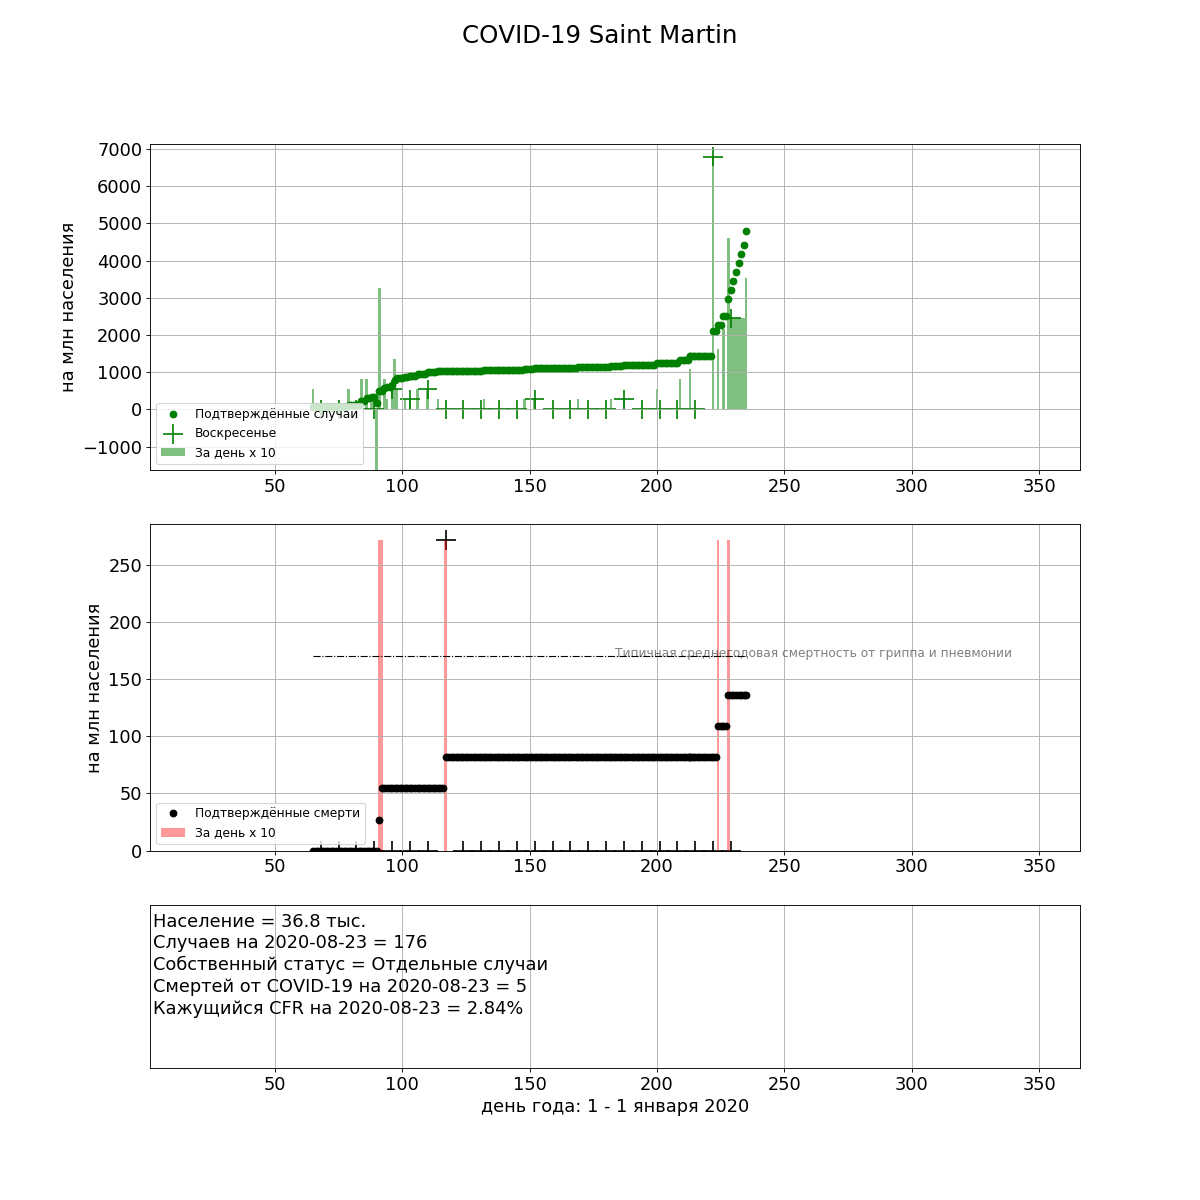 COVID-19 Saint Martin
на млн населения
7000
6000
5000
4000
3000
2000
1000
0
−1000
Подтверждённые случаи
Воскресенье
За день x 10
50 100 150 200 250 300 350
на млн населения
250
200
150
100
50
0
Типичная среднегодовая смертность от гриппа и пневмонии
Подтверждённые смерти
За день x 10
50 100 150 200 250 300 350
Население = 36.8 тыс.
Случаев на 2020-08-23 = 176
Собственный статус = Отдельные случаи
Смертей от COVID-19 на 2020-08-23 = 5
Кажущийся CFR на 2020-08-23 = 2.84%
50 100 150 200 250 300 350
день года: 1 - 1 января 2020